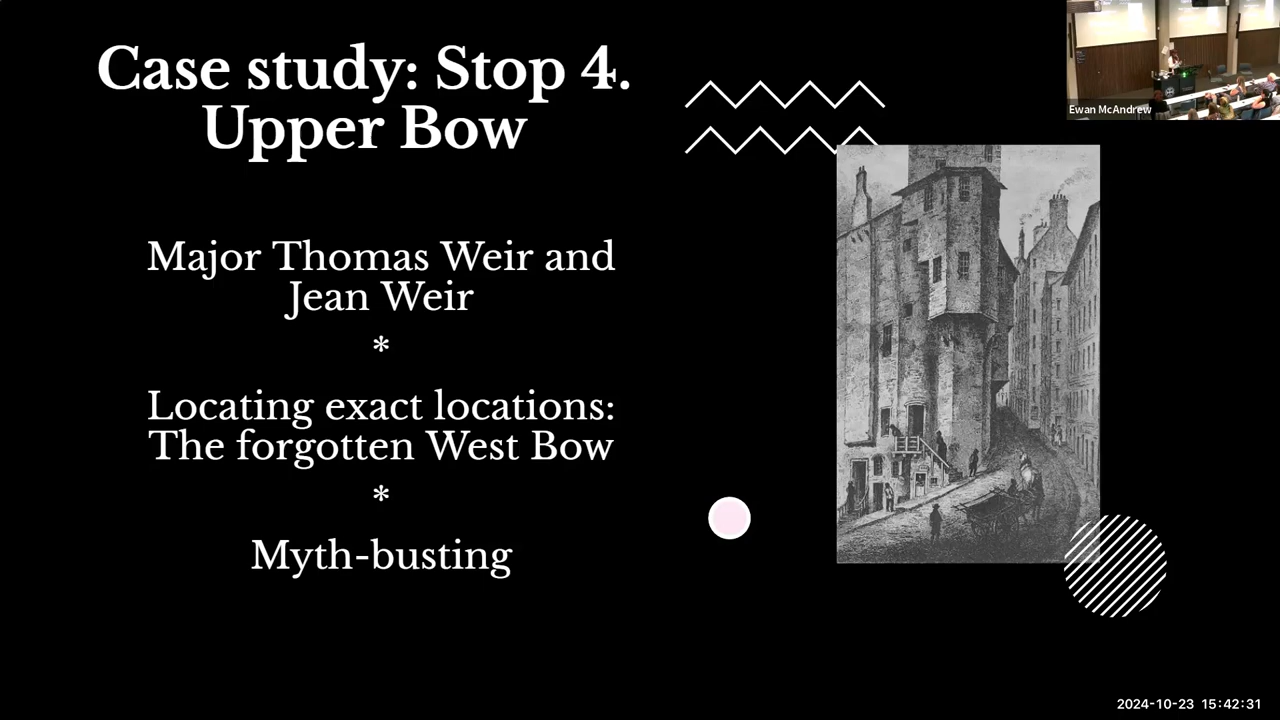 Case study: Stop 4.
Upper Bow
Ewan McAndrew
Major Thomas Weir and
Jean Weir
*
Locating exact locations:
The forgotten West Bow
*
Myth-busting
2024-10-23 15:42:31